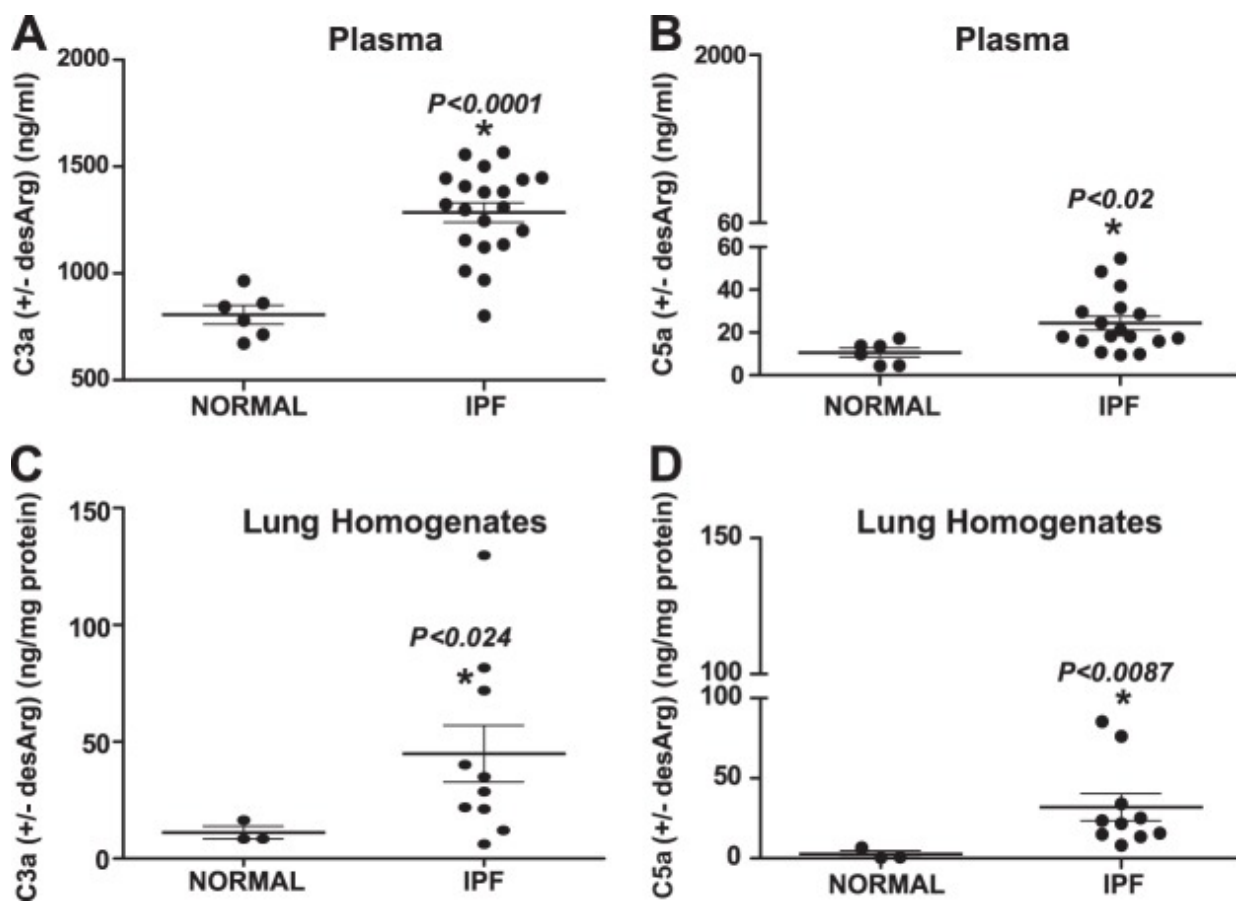 A
Plasma
C3a (+/- desArg) (ng/ml)
2000
1500
1000
500
P<0.0001
*
NORMAL
IPF
B
Plasma
C5a (+/- desArg) (ng/ml)
2000
60
60
40
20
0
P<0.02
*
NORMAL
IPF
C
Lung Homogenates
C3a (+/- desArg) (ng/mg protein)
150
100
50
0
P<0.024
*
NORMAL
IPF
D
Lung Homogenates
C5a (+/- desArg) (ng/mg protein)
150
100
100
50
0
P<0.0087
*
NORMAL
IPF